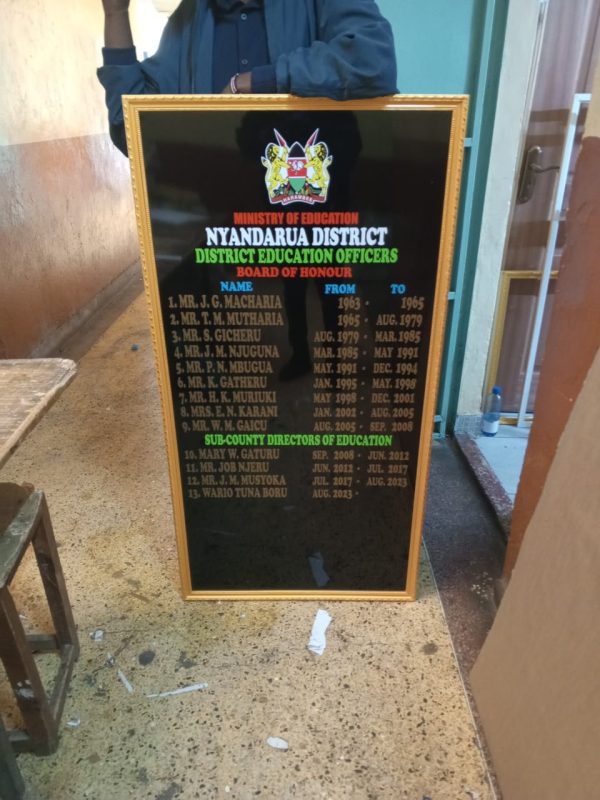 HARAMBEE
MINISTRY OF EDUCATION
NYANDARUA DISTRICT
DISTRICT EDUCATION OFFICERS
BOARD OF HONOUR
NAME FROM TO
1. MR. J. G. MACHARIA 1963 - 1965
2. MR. T. M. MUTHARIA 1965 - AUG. 1979
3. MR. S. GICHERU AUG. 1979 - MAR. 1985
4. MR. J. M. NJUGUNA MAR. 1985 - MAY 1991
5. MR. P. N. MBUGUA MAY. 1991 - DEC. 1994
6. MR. K. GATHERU JAN. 1995 - MAY. 1998
7. MR. H. K. MURIUKI MAY 1998 - DEC. 2001
8. MRS. E. N. KARANI JAN. 2002 - AUG. 2005
9. MR. W. M. GAICU AUG. 2005 - SEP. 2008
SUB-COUNTY DIRECTORS OF EDUCATION
10. MARY W. GATURU SEP. 2008 - JUN. 2012
11. MR. JOB NJERU JUN. 2012 - JUL. 2017
12. MR. J. M. MUSYOKA JUL. 2017 - AUG. 2023
13. WARIO TUNA BORU AUG. 2023 -